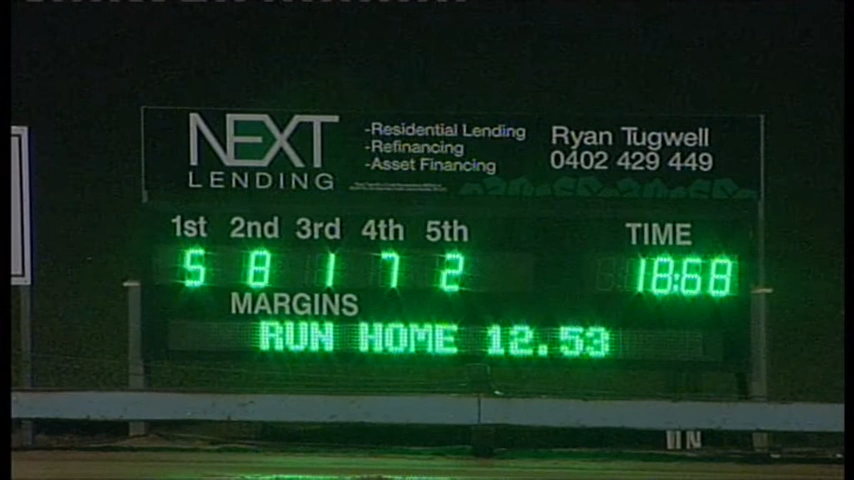 NEXT
LENDING
-Residential Lending
-Refinancing
-Asset Financing
Ryan Tugwell
0402 429 449
1st 2nd 3rd 4th 5th TIME
5 8 1 7 2 18:68
MARGINS
RUN HOME 12.53